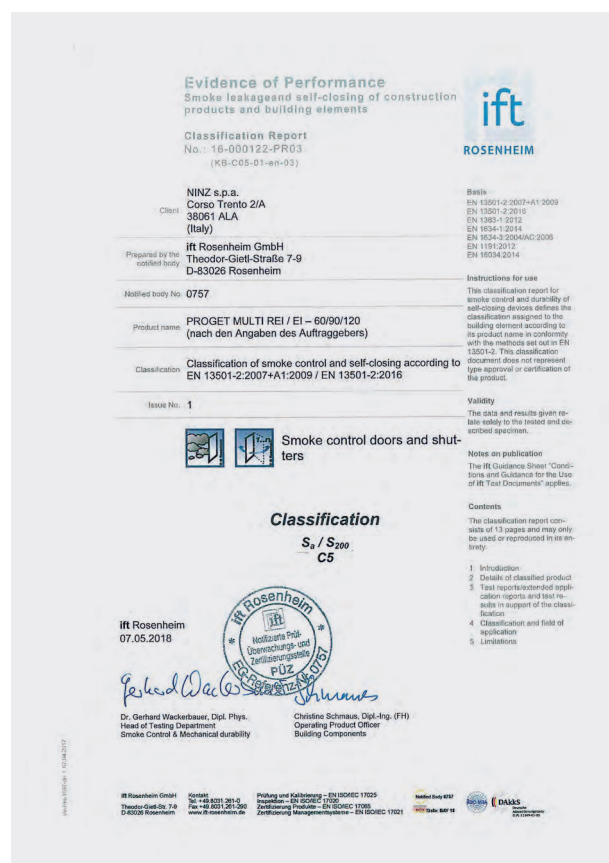 Evidence of Performance
Smoke leakageand self-closing of construction
products and building elements
Classification Report
No.: 16-000122-PR03
(KB-C05-01-en-03)
ift
ROSENHEIM
Client
NINZ s.p.a.
Corso Trento 2/A
38061 ALA
(Italy)
Prepared by the
notified body
ift Rosenheim GmbH
Theodor-Gietl-Straße 7-9
D-83026 Rosenheim
Notified body No.
0757
Product name
PROGET MULTI REI / EI – 60/90/120
(nach den Angaben des Auftraggebers)
Classification
Classification of smoke control and self-closing according to
EN 13501-2:2007+A1:2009 / EN 13501-2:2016
Issue No.
1
Smoke control doors and shut-
ters
Classification
Sa / S200
C5
ift Rosenheim
07.05.2018
ift Rosenheim
ift
Notifizierte Prüf-
Überwachungs- und
Zertifizierungsstelle
PÜZ
0757
Dr. Gerhard Wackerbauer, Dipl. Phys.
Head of Testing Department
Smoke Control & Mechanical durability
Christine Schmaus, Dipl.-Ing. (FH)
Operating Product Officer
Building Components
Basis
EN 13501-2:2007+A1:2009
EN 13501-2:2016
EN 1363-1:2012
EN 1634-1:2014
EN 1634-3:2004/AC:2006
EN 1191:2012
EN 16034:2014
Instructions for use
This classification report for
smoke control and durability of
self-closing devices defines the
classification assigned to the
building element according to
its product name in conformity
with the methods set out in EN
13501-2. This classification
document does not represent
type approval or certification of
the product.
Validity
The data and results given re-
late solely to the tested and de-
scribed specimen.
Notes on publication
The ift Guidance Sheet "Condi-
tions and Guidance for the Use
of ift Test Documents" applies.
Contents
The classification report con-
sists of 13 pages and may only
be used or reproduced in its en-
tirety.
1 Introduction
2 Details of classified product
3 Test reports/extended appli-
cation reports and test re-
sults in support of the classi-
fication
4 Classification and field of
application
5 Limitations
ift Rosenheim GmbH
Theodor-Gietl-Str. 7-9
D-83026 Rosenheim
Kontakt
Tel. +49.8031.261-0
Fax +49.8031.261-290
www.ift-rosenheim.de
Prüfung und Kalibrierung – EN ISO/IEC 17025
Inspektion – EN ISO/IEC 17020
Zertifizierung Produkte – EN ISO/IEC 17065
Zertifizierung Managementsysteme – EN ISO/IEC 17021
Notified Body 0757
BAY 18
DAkkS
Deutsche
Akkreditierungsstelle